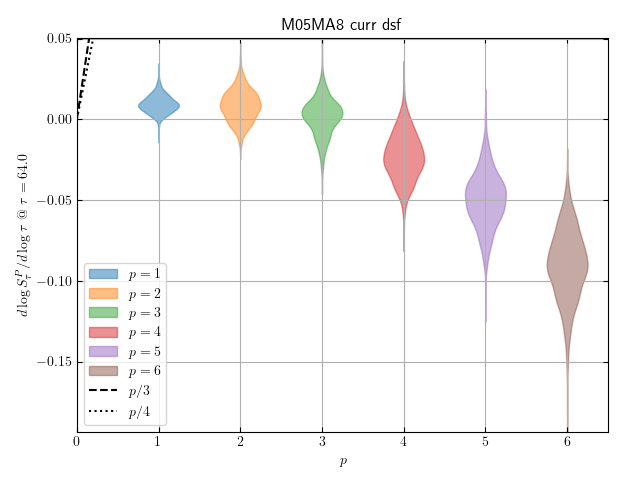 M05MA8 curr dsf
d log S_τ^P / d log τ @ τ = 64.0
0.05
0.00
−0.05
−0.10
−0.15
p = 1
p = 2
p = 3
p = 4
p = 5
p = 6
p/3
p/4
0 1 2 3 4 5 6
p